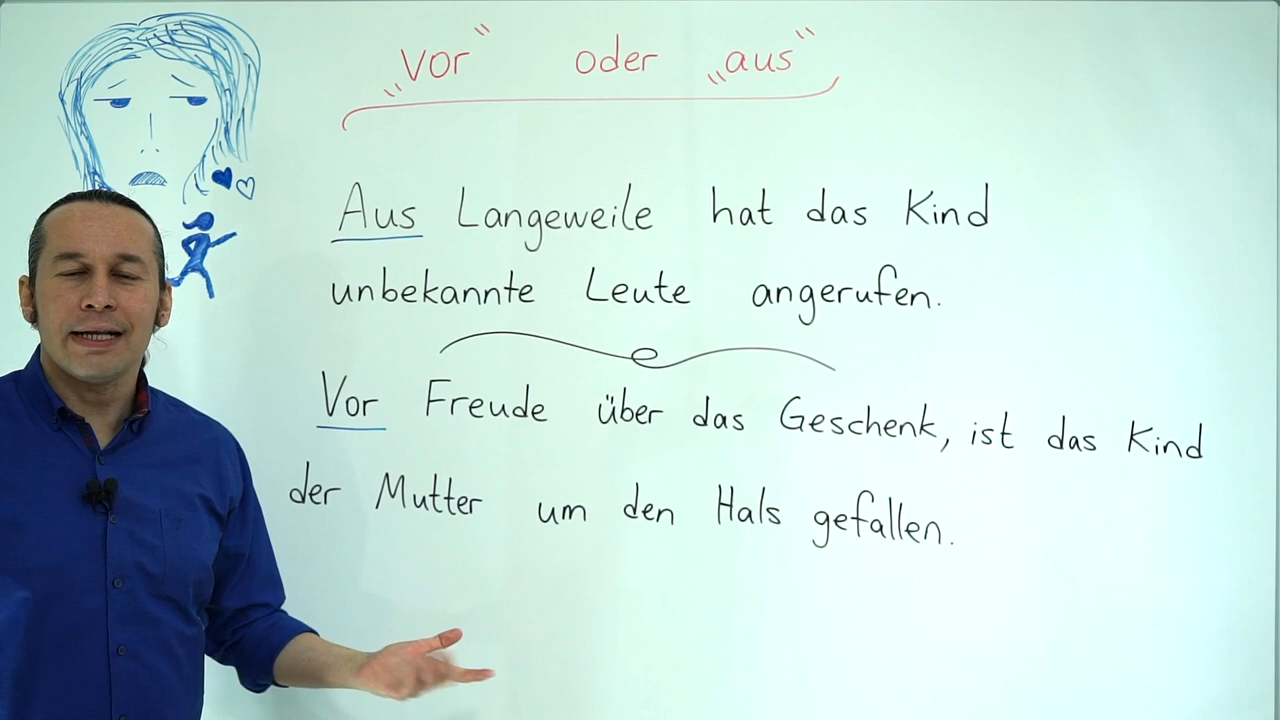 „Vor“ oder „aus“
Aus Langeweile hat das Kind
unbekannte Leute angerufen.
Vor Freude über das Geschenk, ist das Kind
der Mutter um den Hals gefallen.